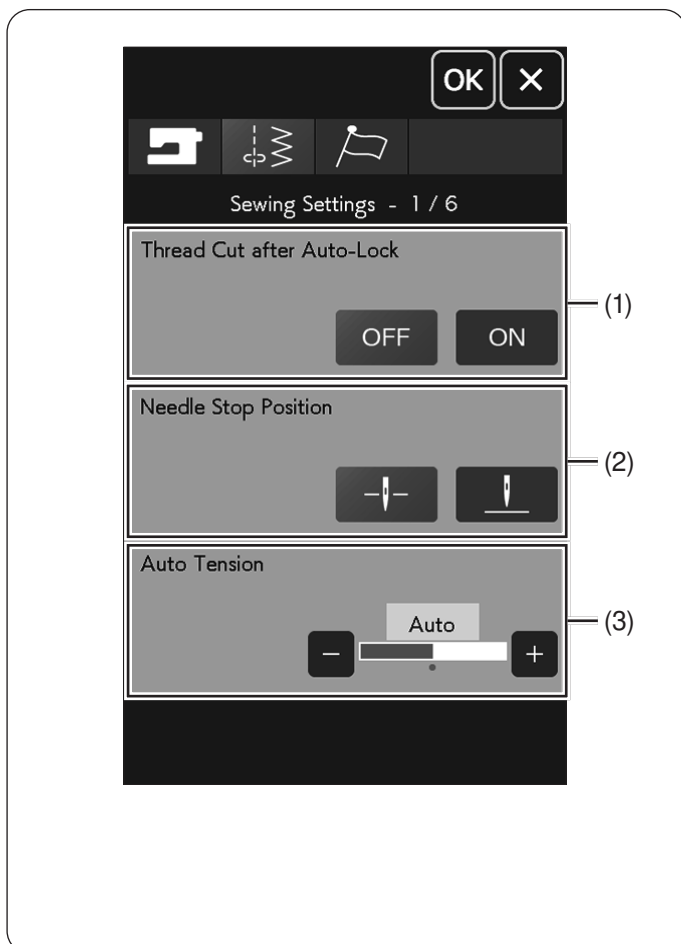 OK
Sewing Settings - 1 / 6
Thread Cut after Auto-Lock
OFF ON
(1)
Needle Stop Position
(2)
Auto Tension
Auto
(3)
- +